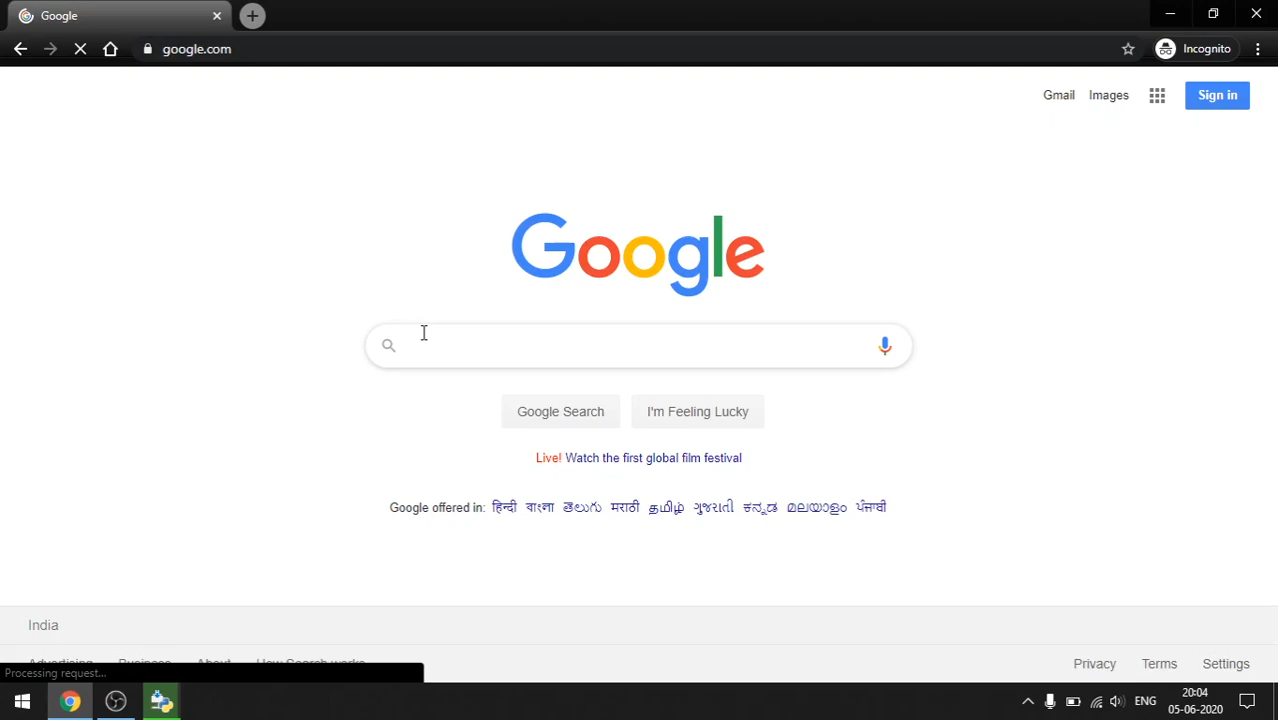 Google
google.com
Incognito
Gmail Images Sign in
Google
Google Search I'm Feeling Lucky
Live! Watch the first global film festival
Google offered in: हिन्दी বাংলা తెలుగు मराठी தமிழ் ગુજરાતી ಕನ್ನಡ മലയാളം ਪੰਜਾਬੀ
India
Advertising Business About How Search works
Privacy Terms Settings
Processing request...
ENG
20:04
05-06-2020